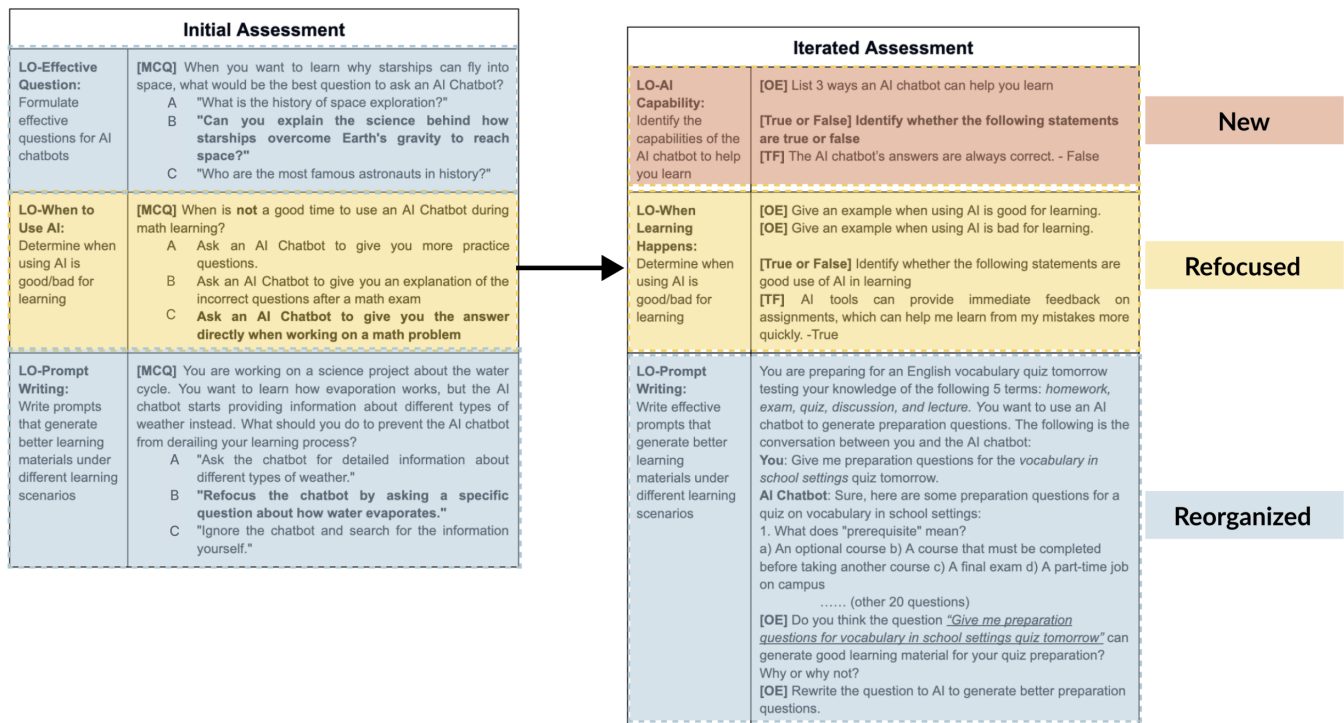 Initial Assessment
LO-Effective
Question:
Formulate
effective
questions for AI
chatbots
[MCQ] When you want to learn why starships can fly into
space, what would be the best question to ask an AI Chatbot?
A "What is the history of space exploration?"
B "Can you explain the science behind how
starships overcome Earth's gravity to reach
space?"
C "Who are the most famous astronauts in history?"
LO-When to
Use AI:
Determine when
using AI is
good/bad for
learning
[MCQ] When is not a good time to use an AI Chatbot during
math learning?
A Ask an AI Chatbot to give you more practice
questions.
B Ask an AI Chatbot to give you an explanation of the
incorrect questions after a math exam
C Ask an AI Chatbot to give you the answer
directly when working on a math problem
LO-Prompt
Writing:
Write prompts
that generate
better learning
materials under
different learning
scenarios
[MCQ] You are working on a science project about the water
cycle. You want to learn how evaporation works, but the AI
chatbot starts providing information about different types of
weather instead. What should you do to prevent the AI chatbot
from derailing your learning process?
A "Ask the chatbot for detailed information about
different types of weather."
B "Refocus the chatbot by asking a specific
question about how water evaporates."
C "Ignore the chatbot and search for the information
yourself."
Iterated Assessment
LO-AI
Capability:
Identify the
capabilities of the
AI chatbot to help
you learn
[OE] List 3 ways an AI chatbot can help you learn
[True or False] Identify whether the following statements
are true or false
[TF] The AI chatbot's answers are always correct. - False
New
LO-When
Learning
Happens:
Determine when
using AI is
good/bad for
learning
[OE] Give an example when using AI is good for learning.
[OE] Give an example when using AI is bad for learning.
[True or False] Identify whether the following statements are
good use of AI in learning
[TF] AI tools can provide immediate feedback on
assignments, which can help me learn from my mistakes more
quickly. -True
Refocused
LO-Prompt
Writing:
Write effective
prompts that
generate better
learning
materials under
different learning
scenarios
You are preparing for an English vocabulary quiz tomorrow
testing your knowledge of the following 5 terms: homework,
exam, quiz, discussion, and lecture. You want to use an AI
chatbot to generate preparation questions. The following is the
conversation between you and the AI chatbot:
You: Give me preparation questions for the vocabulary in
school settings quiz tomorrow.
AI Chatbot: Sure, here are some preparation questions for a
quiz on vocabulary in school settings:
1. What does "prerequisite" mean?
a) An optional course b) A course that must be completed
before taking another course c) A final exam d) A part-time job
on campus
…… (other 20 questions)
[OE] Do you think the question “Give me preparation
questions for vocabulary in school settings quiz tomorrow” can
generate good learning material for your quiz preparation?
Why or why not?
[OE] Rewrite the question to AI to generate better preparation
questions.
Reorganized